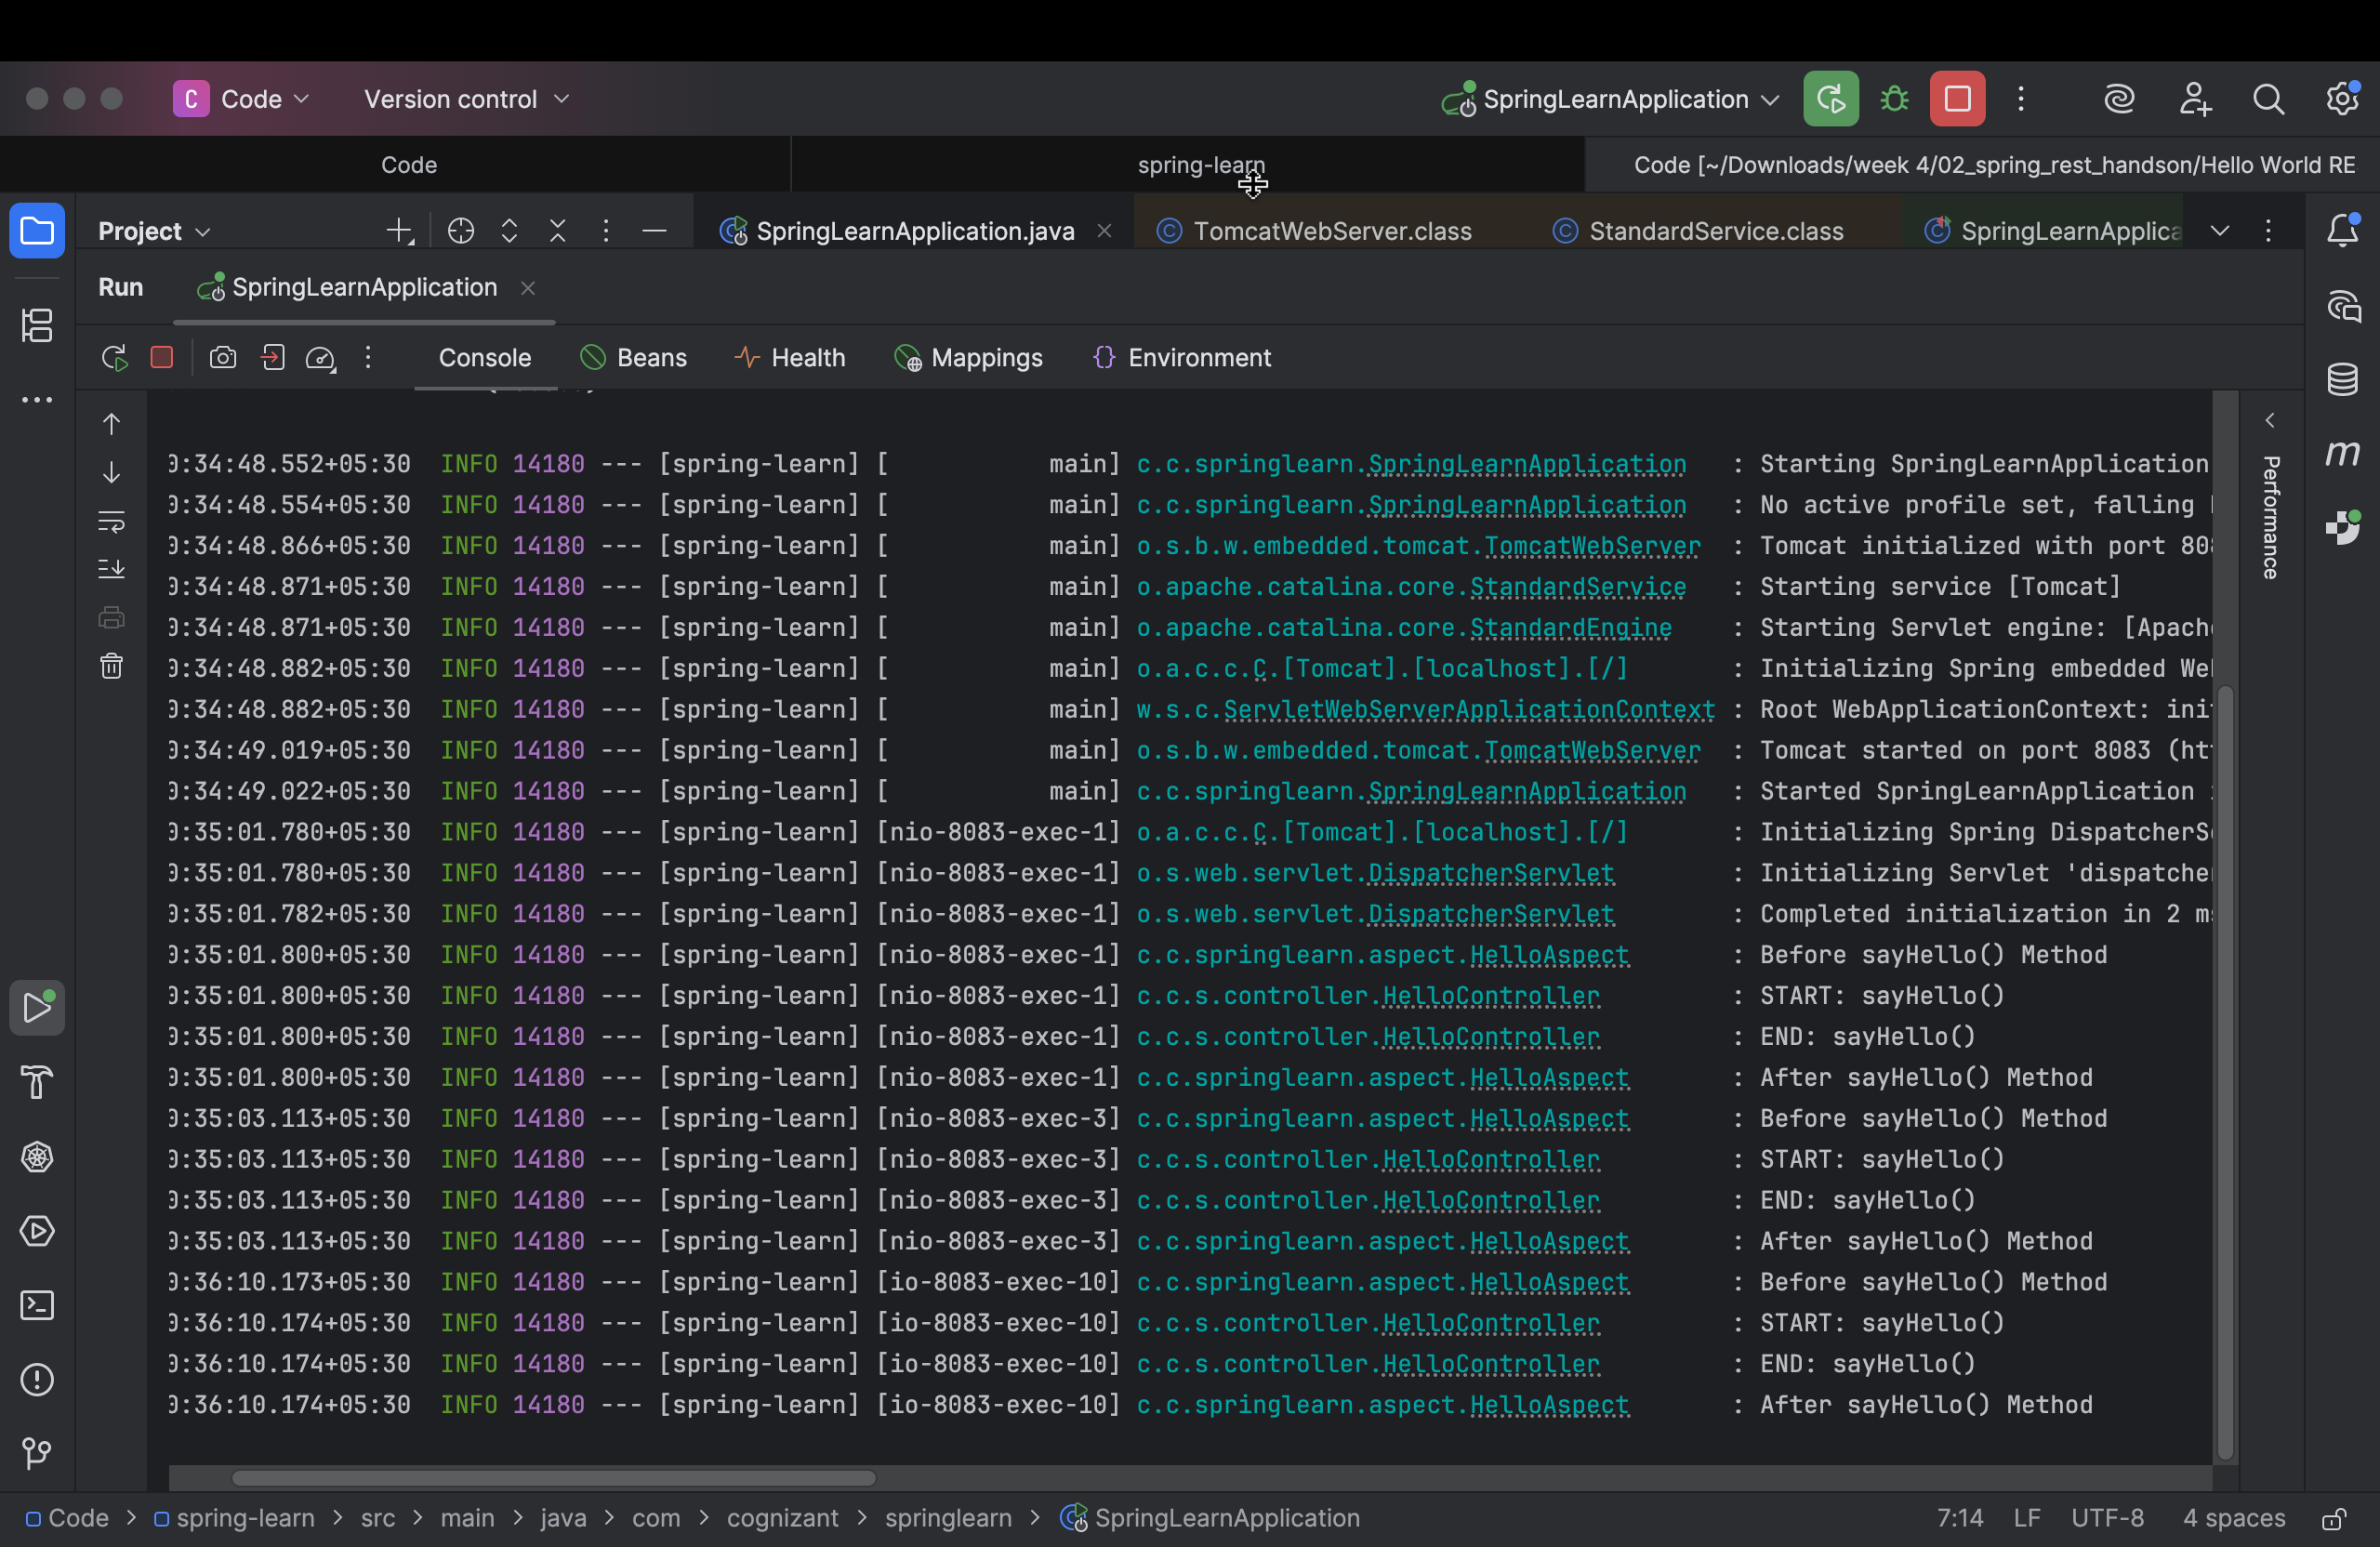 C Code Version control SpringLearnApplication
Code spring-learn Code [~/Downloads/week 4/02_spring_rest_handson/Hello World RE
Project SpringLearnApplication.java TomcatWebServer.class StandardService.class SpringLearnApplica
Run SpringLearnApplication
Console Beans Health Mappings Environment
:34:48.552+05:30 INFO 14180 --- [spring-learn] [ main] c.c.springlearn.SpringLearnApplication : Starting SpringLearnApplication
:34:48.554+05:30 INFO 14180 --- [spring-learn] [ main] c.c.springlearn.SpringLearnApplication : No active profile set, falling
:34:48.866+05:30 INFO 14180 --- [spring-learn] [ main] o.s.b.w.embedded.tomcat.TomcatWebServer : Tomcat initialized with port 80
:34:48.871+05:30 INFO 14180 --- [spring-learn] [ main] o.apache.catalina.core.StandardService : Starting service [Tomcat]
:34:48.871+05:30 INFO 14180 --- [spring-learn] [ main] o.apache.catalina.core.StandardEngine : Starting Servlet engine: [Apach
:34:48.882+05:30 INFO 14180 --- [spring-learn] [ main] o.a.c.c.C.[Tomcat].[localhost].[/] : Initializing Spring embedded We
:34:48.882+05:30 INFO 14180 --- [spring-learn] [ main] w.s.c.ServletWebServerApplicationContext : Root WebApplicationContext: ini
:34:49.019+05:30 INFO 14180 --- [spring-learn] [ main] o.s.b.w.embedded.tomcat.TomcatWebServer : Tomcat started on port 8083 (ht
:34:49.022+05:30 INFO 14180 --- [spring-learn] [ main] c.c.springlearn.SpringLearnApplication : Started SpringLearnApplication
:35:01.780+05:30 INFO 14180 --- [spring-learn] [nio-8083-exec-1] o.a.c.c.C.[Tomcat].[localhost].[/] : Initializing Spring DispatcherS
:35:01.780+05:30 INFO 14180 --- [spring-learn] [nio-8083-exec-1] o.s.web.servlet.DispatcherServlet : Initializing Servlet 'dispatche
:35:01.782+05:30 INFO 14180 --- [spring-learn] [nio-8083-exec-1] o.s.web.servlet.DispatcherServlet : Completed initialization in 2 m
:35:01.800+05:30 INFO 14180 --- [spring-learn] [nio-8083-exec-1] c.c.springlearn.aspect.HelloAspect : Before sayHello() Method
:35:01.800+05:30 INFO 14180 --- [spring-learn] [nio-8083-exec-1] c.c.s.controller.HelloController : START: sayHello()
:35:01.800+05:30 INFO 14180 --- [spring-learn] [nio-8083-exec-1] c.c.s.controller.HelloController : END: sayHello()
:35:01.800+05:30 INFO 14180 --- [spring-learn] [nio-8083-exec-1] c.c.springlearn.aspect.HelloAspect : After sayHello() Method
:35:03.113+05:30 INFO 14180 --- [spring-learn] [nio-8083-exec-3] c.c.springlearn.aspect.HelloAspect : Before sayHello() Method
:35:03.113+05:30 INFO 14180 --- [spring-learn] [nio-8083-exec-3] c.c.s.controller.HelloController : START: sayHello()
:35:03.113+05:30 INFO 14180 --- [spring-learn] [nio-8083-exec-3] c.c.s.controller.HelloController : END: sayHello()
:35:03.113+05:30 INFO 14180 --- [spring-learn] [nio-8083-exec-3] c.c.springlearn.aspect.HelloAspect : After sayHello() Method
:36:10.173+05:30 INFO 14180 --- [spring-learn] [io-8083-exec-10] c.c.springlearn.aspect.HelloAspect : Before sayHello() Method
:36:10.174+05:30 INFO 14180 --- [spring-learn] [io-8083-exec-10] c.c.s.controller.HelloController : START: sayHello()
:36:10.174+05:30 INFO 14180 --- [spring-learn] [io-8083-exec-10] c.c.s.controller.HelloController : END: sayHello()
:36:10.174+05:30 INFO 14180 --- [spring-learn] [io-8083-exec-10] c.c.springlearn.aspect.HelloAspect : After sayHello() Method
Performance
m
Code > spring-learn > src > main > java > com > cognizant > springlearn > SpringLearnApplication 7:14 LF UTF-8 4 spaces